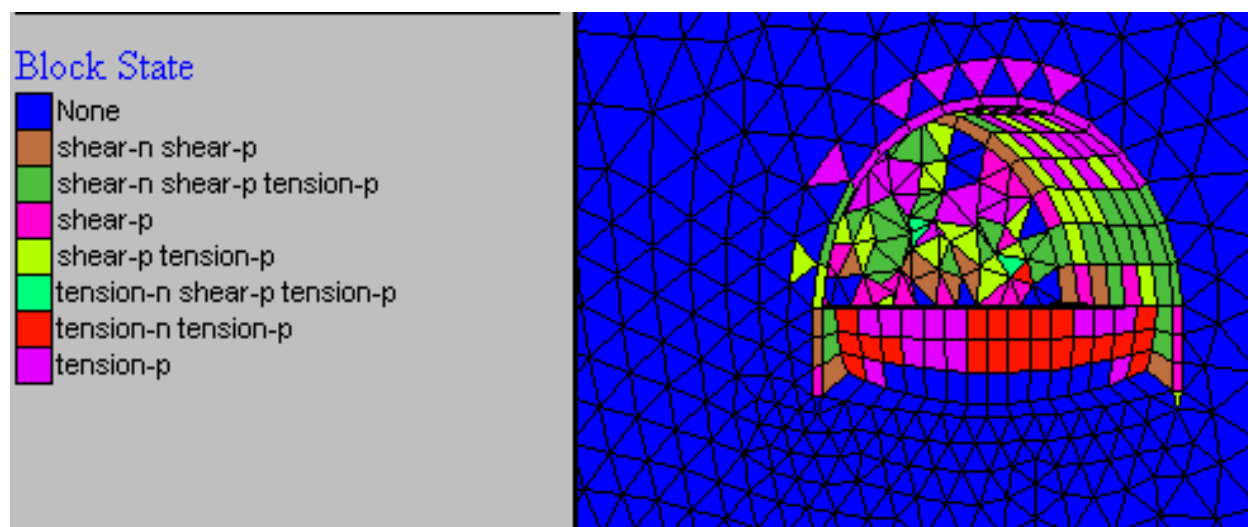 Block State
None
shear-n shear-p
shear-n shear-p tension-p
shear-p
shear-p tension-p
tension-n shear-p tension-p
tension-n tension-p
tension-p